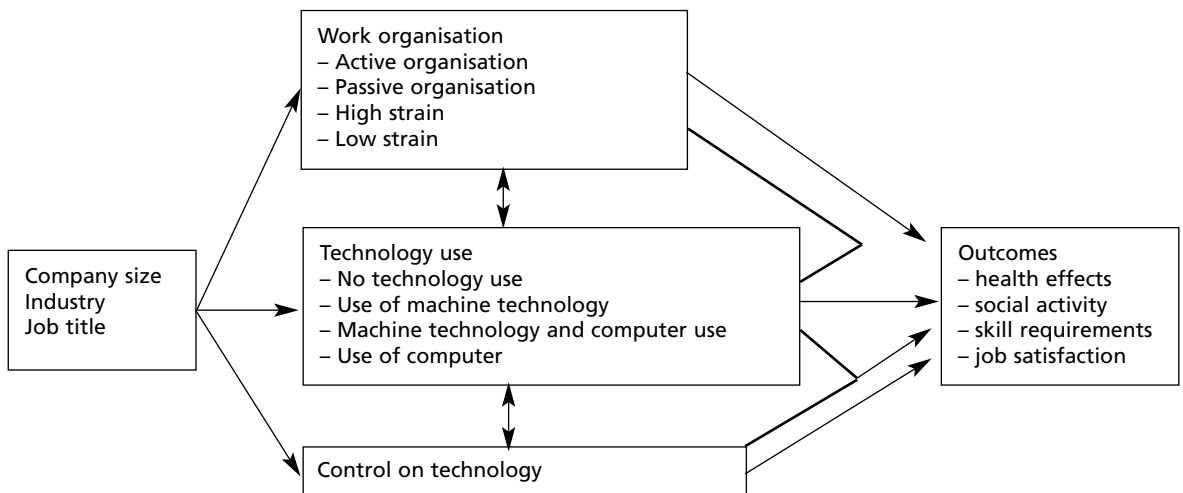 Work organisation
– Active organisation
– Passive organisation
– High strain
– Low strain
Company size
Industry
Job title
Technology use
– No technology use
– Use of machine technology
– Machine technology and computer use
– Use of computer
Control on technology
Outcomes
– health effects
– social activity
– skill requirements
– job satisfaction